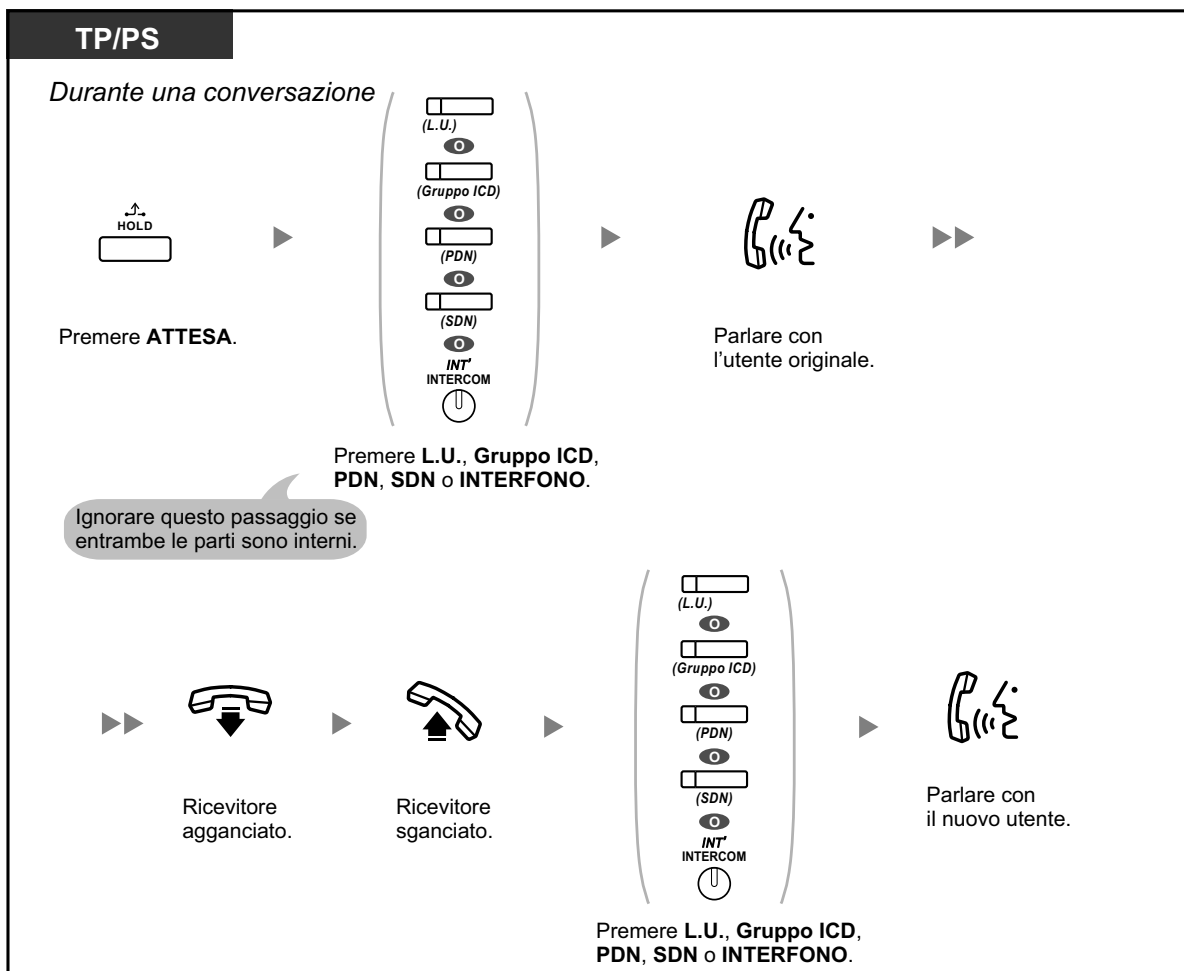 TP/PS
Durante una conversazione
HOLD
Premere ATTESA.
(L.U.)
O
(Gruppo ICD)
O
(PDN)
O
(SDN)
O
INT'
INTERCOM
Premere L.U., Gruppo ICD,
PDN, SDN o INTERFONO.
Ignorare questo passaggio se
entrambe le parti sono interni.
Parlare con
l'utente originale.
Ricevitore
agganciato.
Ricevitore
sganciato.
(L.U.)
O
(Gruppo ICD)
O
(PDN)
O
(SDN)
O
INT'
INTERCOM
Premere L.U., Gruppo ICD,
PDN, SDN o INTERFONO.
Parlare con
il nuovo utente.